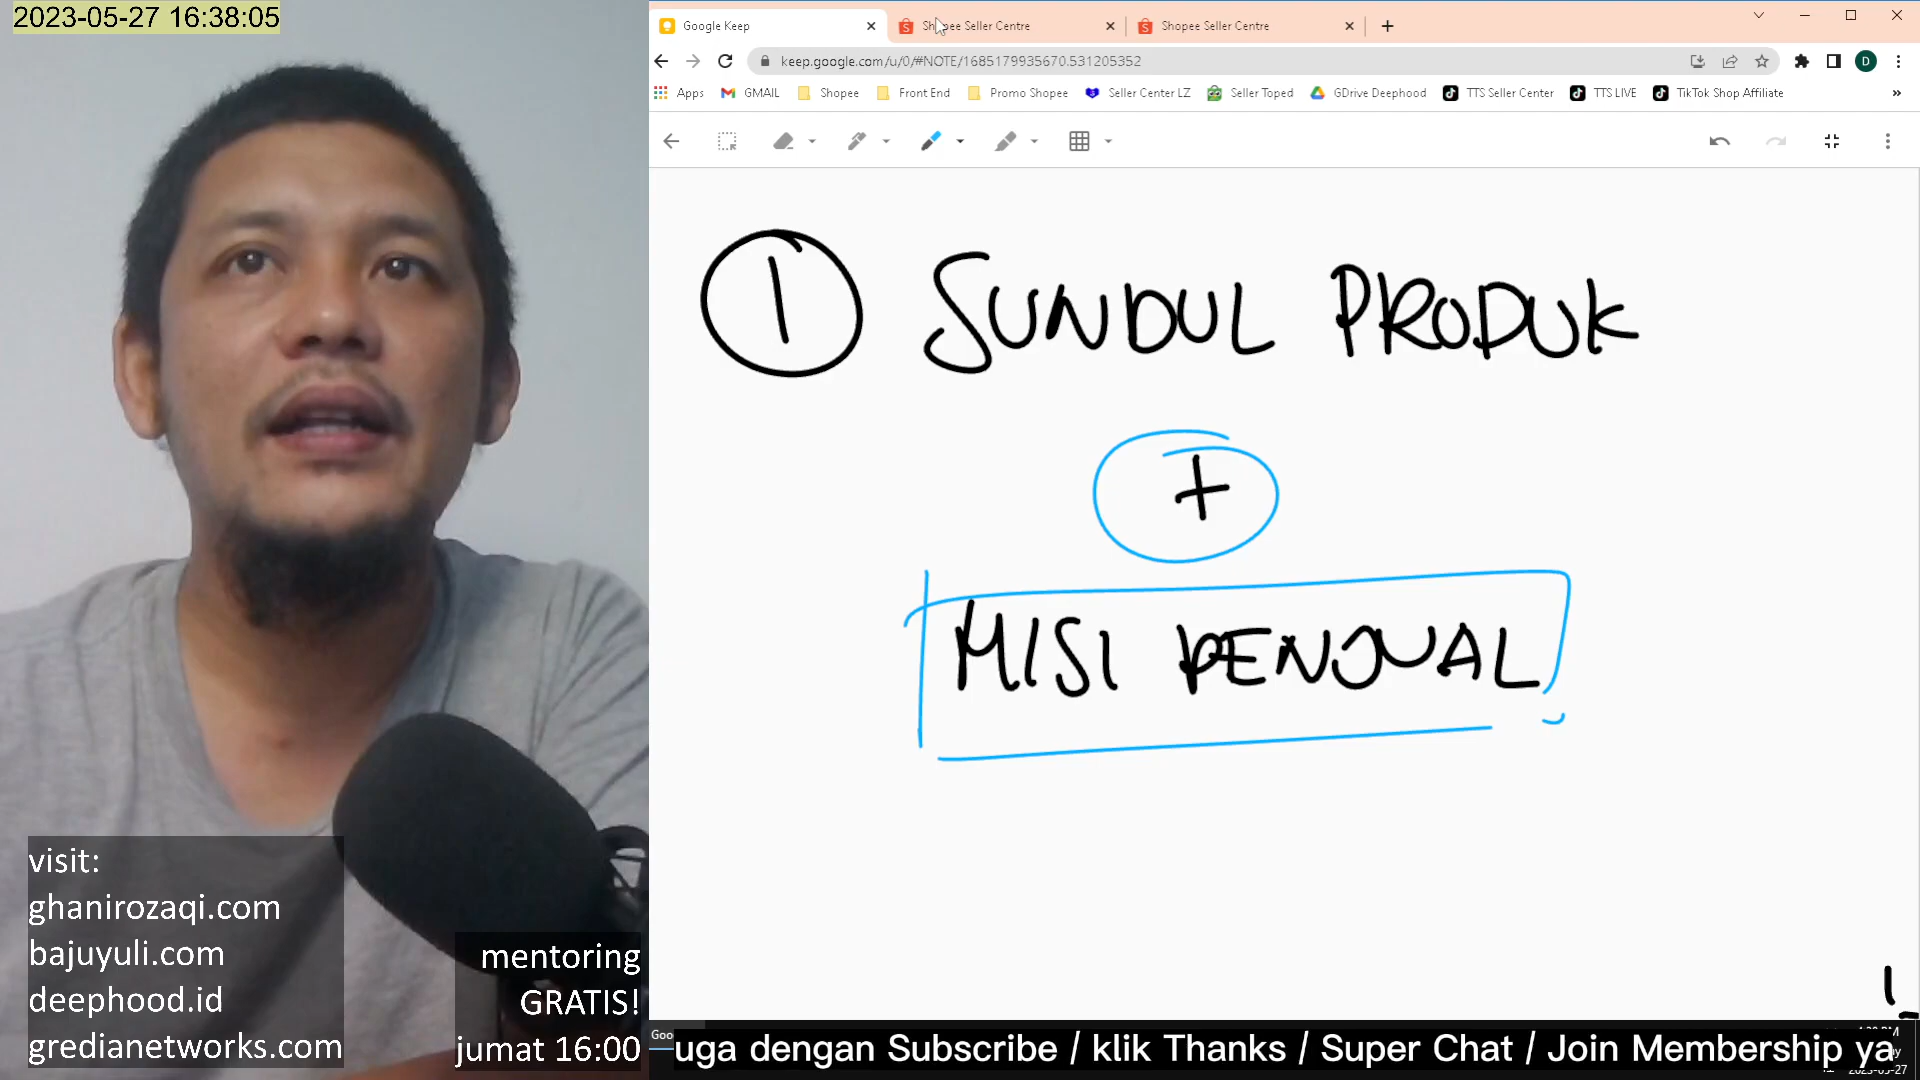 2023-05-27 16:38:05
Google Keep
Shopee Seller Centre
Shopee Seller Centre
keep.google.com/u/0/#NOTE/1685179935670.531205352
D
Apps
GMAIL
Shopee
Front End
Promo Shopee
Seller Center LZ
Seller Toped
GDrive Deephood
TTS Seller Center
TTS LIVE
TikTok Shop Affiliate
1 SUNDUL PRODUK
+
MISI PENJUAL
visit:
ghanirozaqi.com
bajuyuli.com
deephood.id
gredianetworks.com
mentoring
GRATIS!
jumat 16:00
uga dengan Subscribe / klik Thanks / Super Chat / Join Membership ya